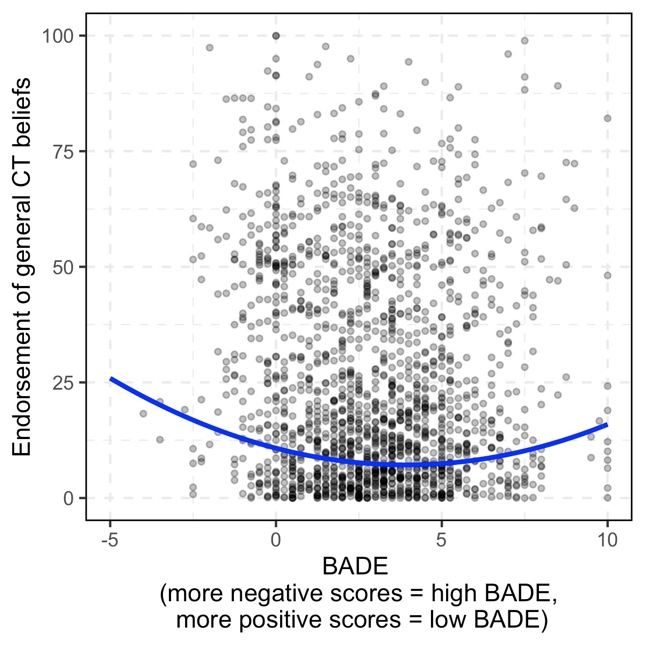 Endorsement of general CT beliefs
100
75
50
25
0
-5 0 5 10
BADE
(more negative scores = high BADE,
more positive scores = low BADE)